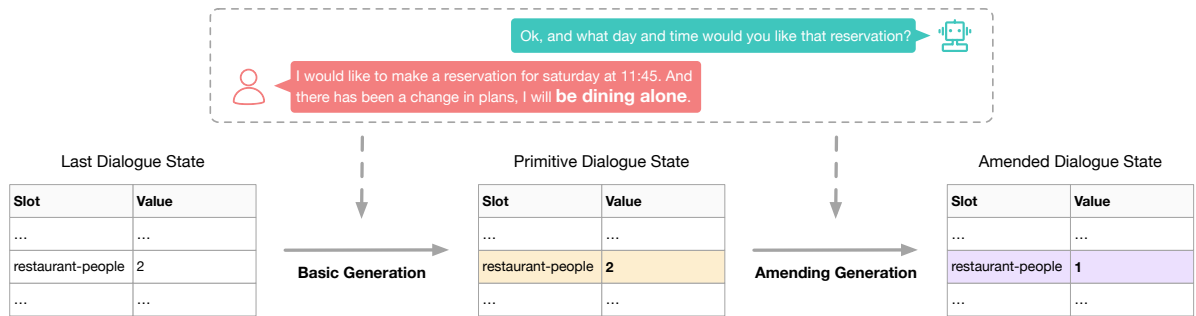 Ok, and what day and time would you like that reservation?
I would like to make a reservation for saturday at 11:45. And
there has been a change in plans, I will be dining alone.
Last Dialogue State
Slot Value
... ...
restaurant-people 2
... ...
Basic Generation
Primitive Dialogue State
Slot Value
... ...
restaurant-people 2
... ...
Amending Generation
Amended Dialogue State
Slot Value
... ...
restaurant-people 1
... ...